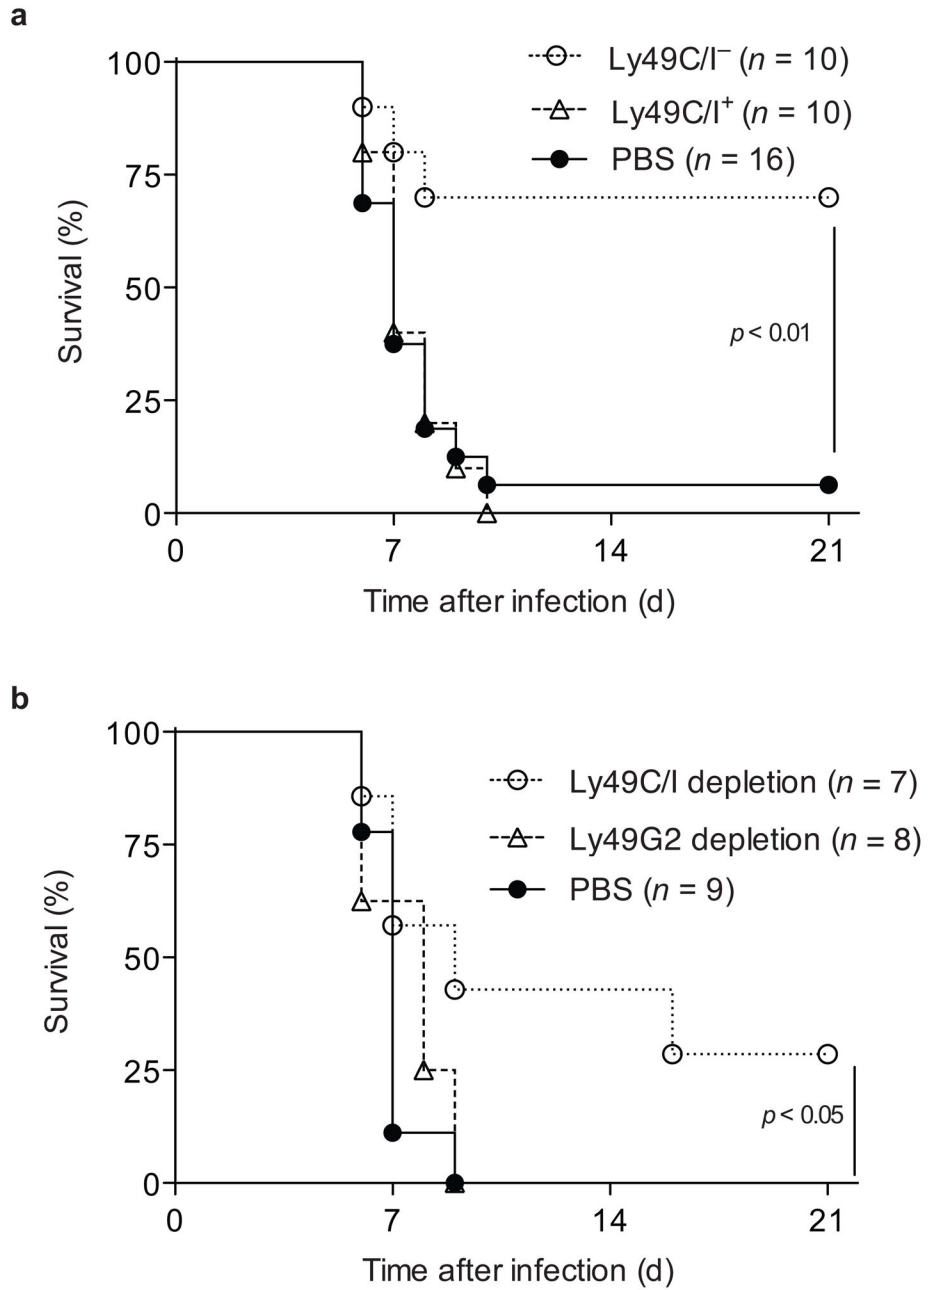 a
Ly49C/I⁻ (n = 10)
Ly49C/I⁺ (n = 10)
PBS (n = 16)
100
75
50
25
0
Survival (%)
p < 0.01
0 7 14 21
Time after infection (d)
b
Ly49C/I depletion (n = 7)
Ly49G2 depletion (n = 8)
PBS (n = 9)
100
75
50
25
0
Survival (%)
p < 0.05
0 7 14 21
Time after infection (d)